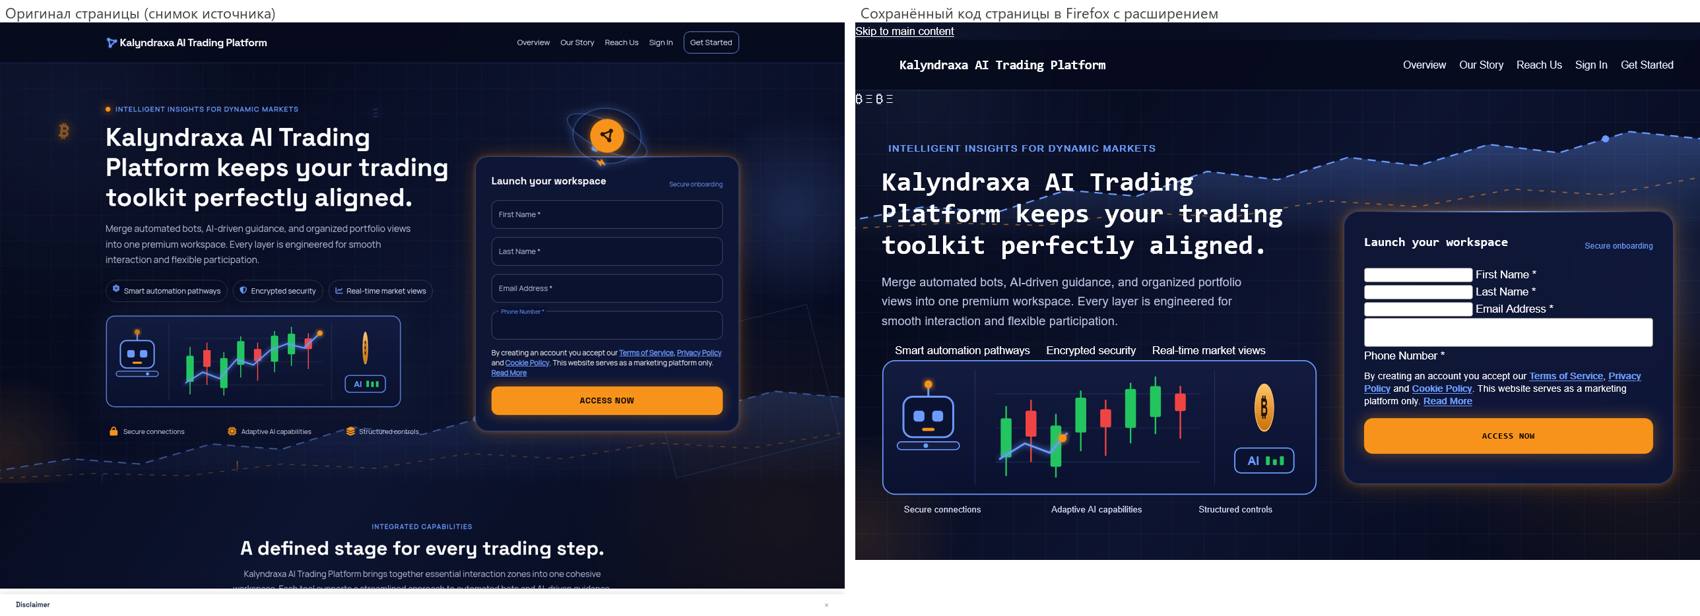 Оригинал страницы (снимок источника)
Kalyndraxa AI Trading Platform
Overview Our Story Reach Us Sign In Get Started
INTELLIGENT INSIGHTS FOR DYNAMIC MARKETS
Kalyndraxa AI Trading
Platform keeps your trading
toolkit perfectly aligned.
Merge automated bots, AI-driven guidance, and organized portfolio views
into one premium workspace. Every layer is engineered for smooth
interaction and flexible participation.
Smart automation pathways Encrypted security Real-time market views
AI
Secure connections Adaptive AI capabilities Structured controls
Launch your workspace Secure onboarding
First Name *
Last Name *
Email Address *
Phone Number *
By creating an account you accept our Terms of Service, Privacy Policy
and Cookie Policy. This website serves as a marketing platform only.
Read More
ACCESS NOW
INTEGRATED CAPABILITIES
A defined stage for every trading step.
Kalyndraxa AI Trading Platform brings together essential interaction zones into one cohesive
workspace. Each tool supports a streamlined approach to automated bots and AI-driven guidance
Disclaimer ×
Сохранённый код страницы в Firefox с расширением
Skip to main content
Kalyndraxa AI Trading Platform
Overview Our Story Reach Us Sign In Get Started
₿Ξ₿Ξ
INTELLIGENT INSIGHTS FOR DYNAMIC MARKETS
Kalyndraxa AI Trading
Platform keeps your trading
toolkit perfectly aligned.
Merge automated bots, AI-driven guidance, and organized portfolio
views into one premium workspace. Every layer is engineered for
smooth interaction and flexible participation.
Smart automation pathways Encrypted security Real-time market views
₿
AI
Secure connections Adaptive AI capabilities Structured controls
Launch your workspace Secure onboarding
First Name *
Last Name *
Email Address *
Phone Number *
By creating an account you accept our Terms of Service, Privacy
Policy and Cookie Policy. This website serves as a marketing
platform only. Read More
ACCESS NOW